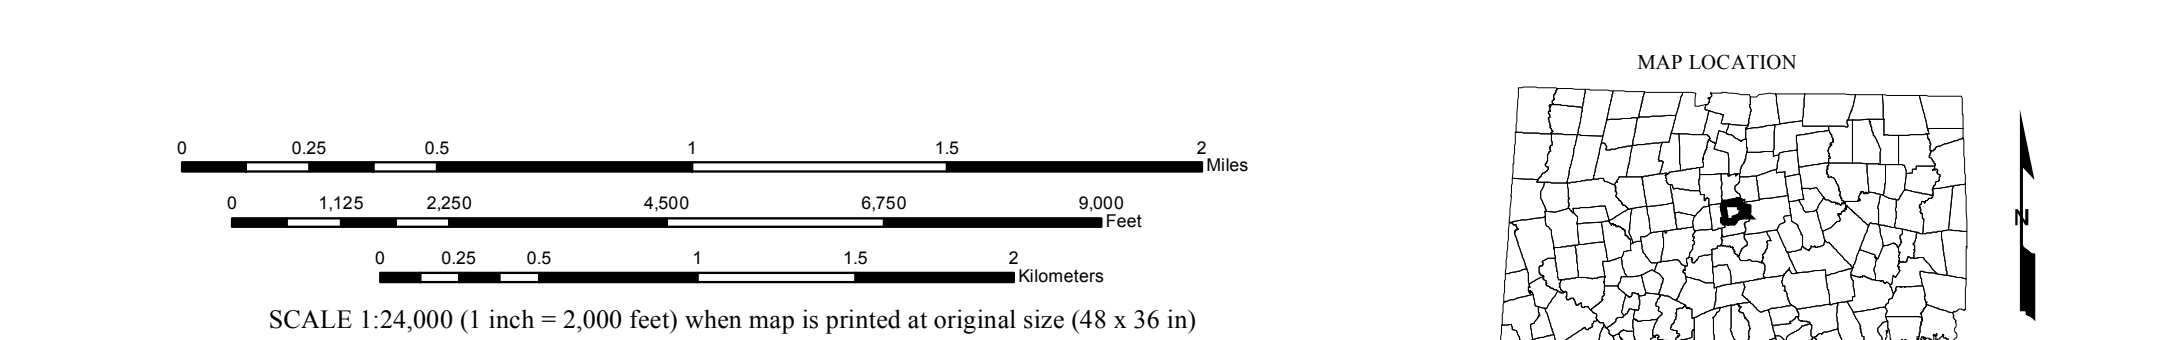 MAP LOCATION
0 0.25 0.5 1 1.5 2
Miles
0 1,125 2,250 4,500 6,750 9,000
Feet
N
0 0.25 0.5 1 1.5 2
Kilometers
SCALE 1:24,000 (1 inch = 2,000 feet) when map is printed at original size (48 x 36 in)